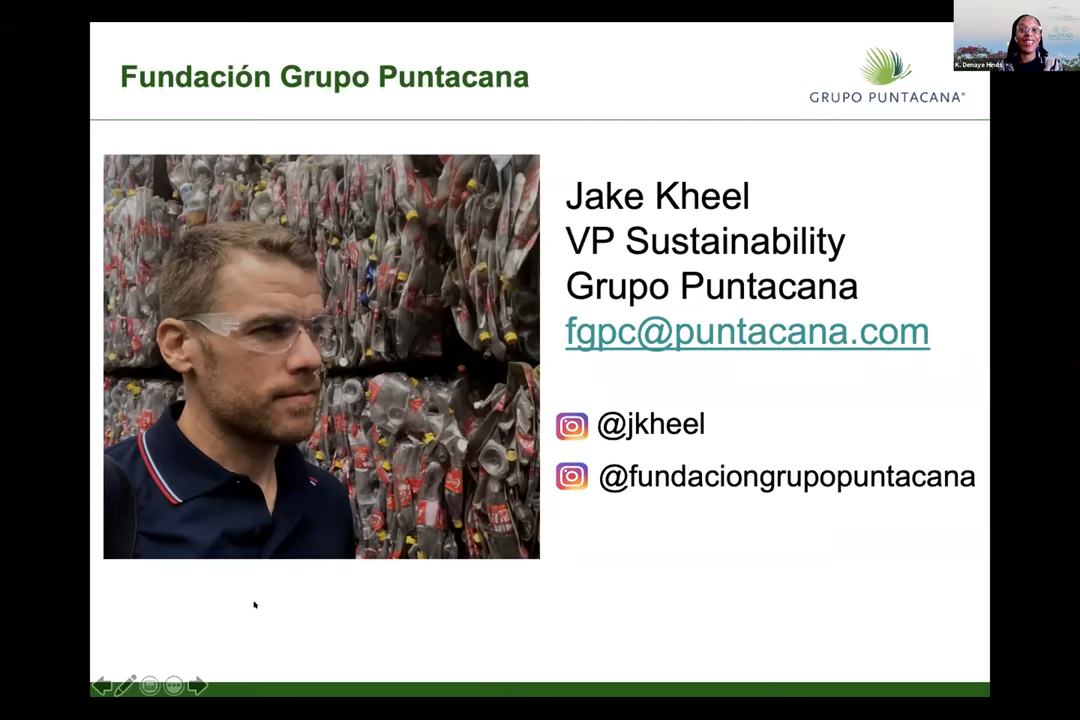 Fundación Grupo Puntacana
GRUPO PUNTACANA®
K. Denaye Hinds
Jake Kheel
VP Sustainability
Grupo Puntacana
fgpc@puntacana.com
@jkheel
@fundaciongrupopuntacana